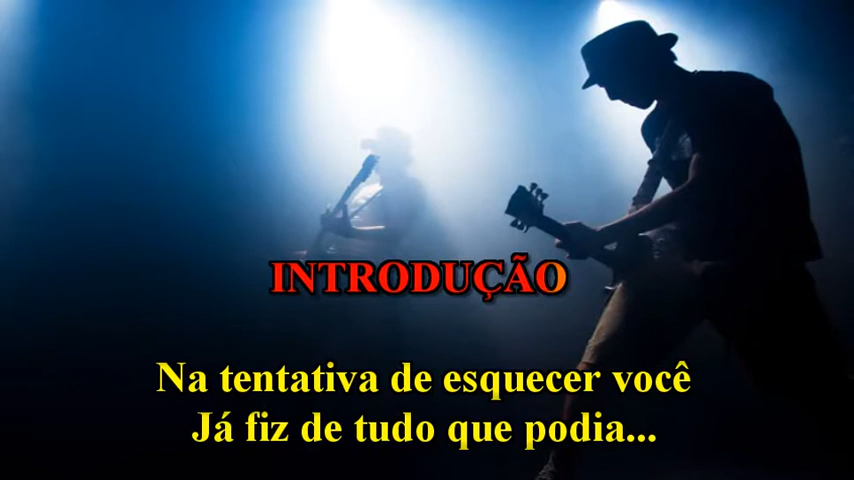 INTRODUÇÃO
Na tentativa de esquecer você
Já fiz de tudo que podia...